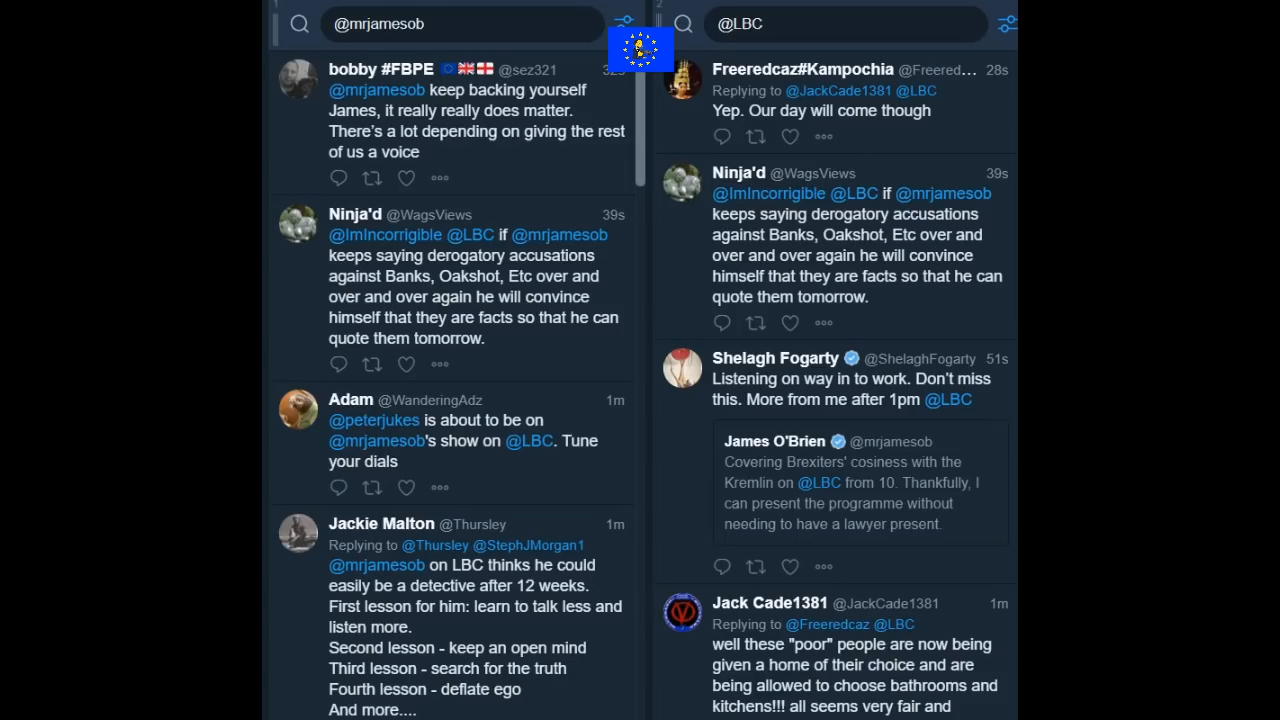 1
@mrjamesob
bobby #FBPE @sez321
@mrjamesob keep backing yourself
James, it really really does matter.
There's a lot depending on giving the rest
of us a voice
Ninja'd @WagsViews 39s
@ImIncorrigible @LBC if @mrjamesob
keeps saying derogatory accusations
against Banks, Oakshot, Etc over and
over and over again he will convince
himself that they are facts so that he can
quote them tomorrow.
Adam @WanderingAdz 1m
@peterjukes is about to be on
@mrjamesob's show on @LBC. Tune
your dials
Jackie Malton @Thursley 1m
Replying to @Thursley @StephJMorgan1
@mrjamesob on LBC thinks he could
easily be a detective after 12 weeks.
First lesson for him: learn to talk less and
listen more.
Second lesson - keep an open mind
Third lesson - search for the truth
Fourth lesson - deflate ego
And more....
2
@LBC
Freeredcaz#Kampochia @Freered... 28s
Replying to @JackCade1381 @LBC
Yep. Our day will come though
Ninja'd @WagsViews 39s
@ImIncorrigible @LBC if @mrjamesob
keeps saying derogatory accusations
against Banks, Oakshot, Etc over and
over and over again he will convince
himself that they are facts so that he can
quote them tomorrow.
Shelagh Fogarty @ShelaghFogarty 51s
Listening on way in to work. Don't miss
this. More from me after 1pm @LBC
James O'Brien @mrjamesob
Covering Brexiters' cosiness with the
Kremlin on @LBC from 10. Thankfully, I
can present the programme without
needing to have a lawyer present.
Jack Cade1381 @JackCade1381 1m
Replying to @Freeredcaz @LBC
well these "poor" people are now being
given a home of their choice and are
being allowed to choose bathrooms and
kitchens!!! all seems very fair and